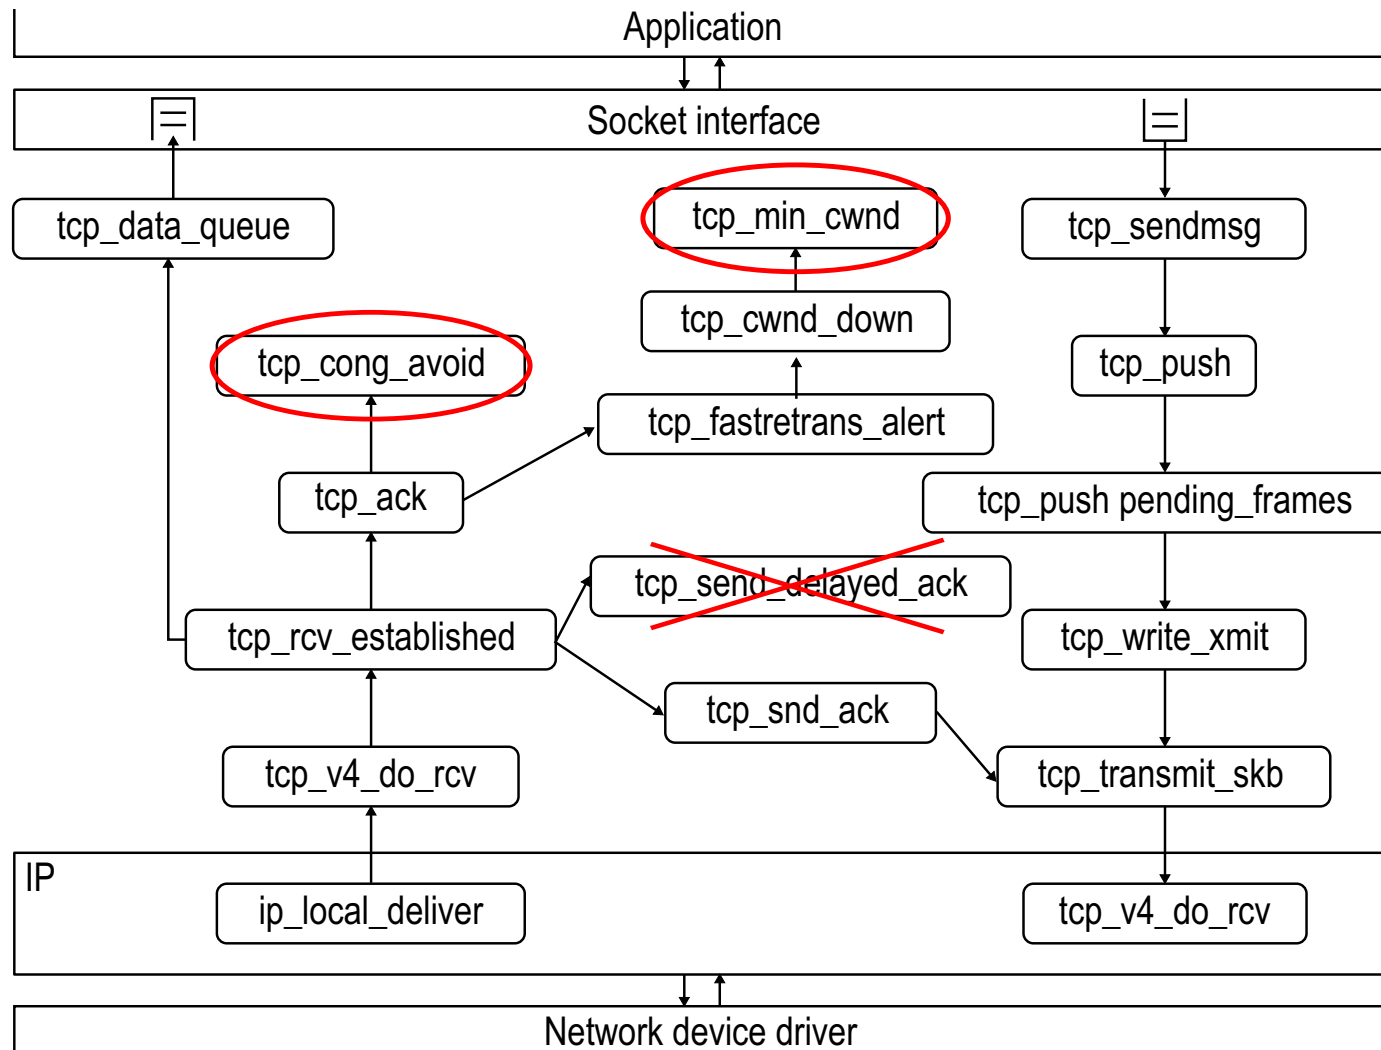 Application
Socket interface
tcp_min_cwnd
tcp_data_queue
tcp_sendmsg
tcp_cwnd_down
tcp_cong_avoid
tcp_push
tcp_fastretrans_alert
tcp_ack
tcp_push pending_frames
tcp_send_delayed_ack
tcp_rcv_established
tcp_write_xmit
tcp_snd_ack
tcp_v4_do_rcv
tcp_transmit_skb
IP
ip_local_deliver
tcp_v4_do_rcv
Network device driver